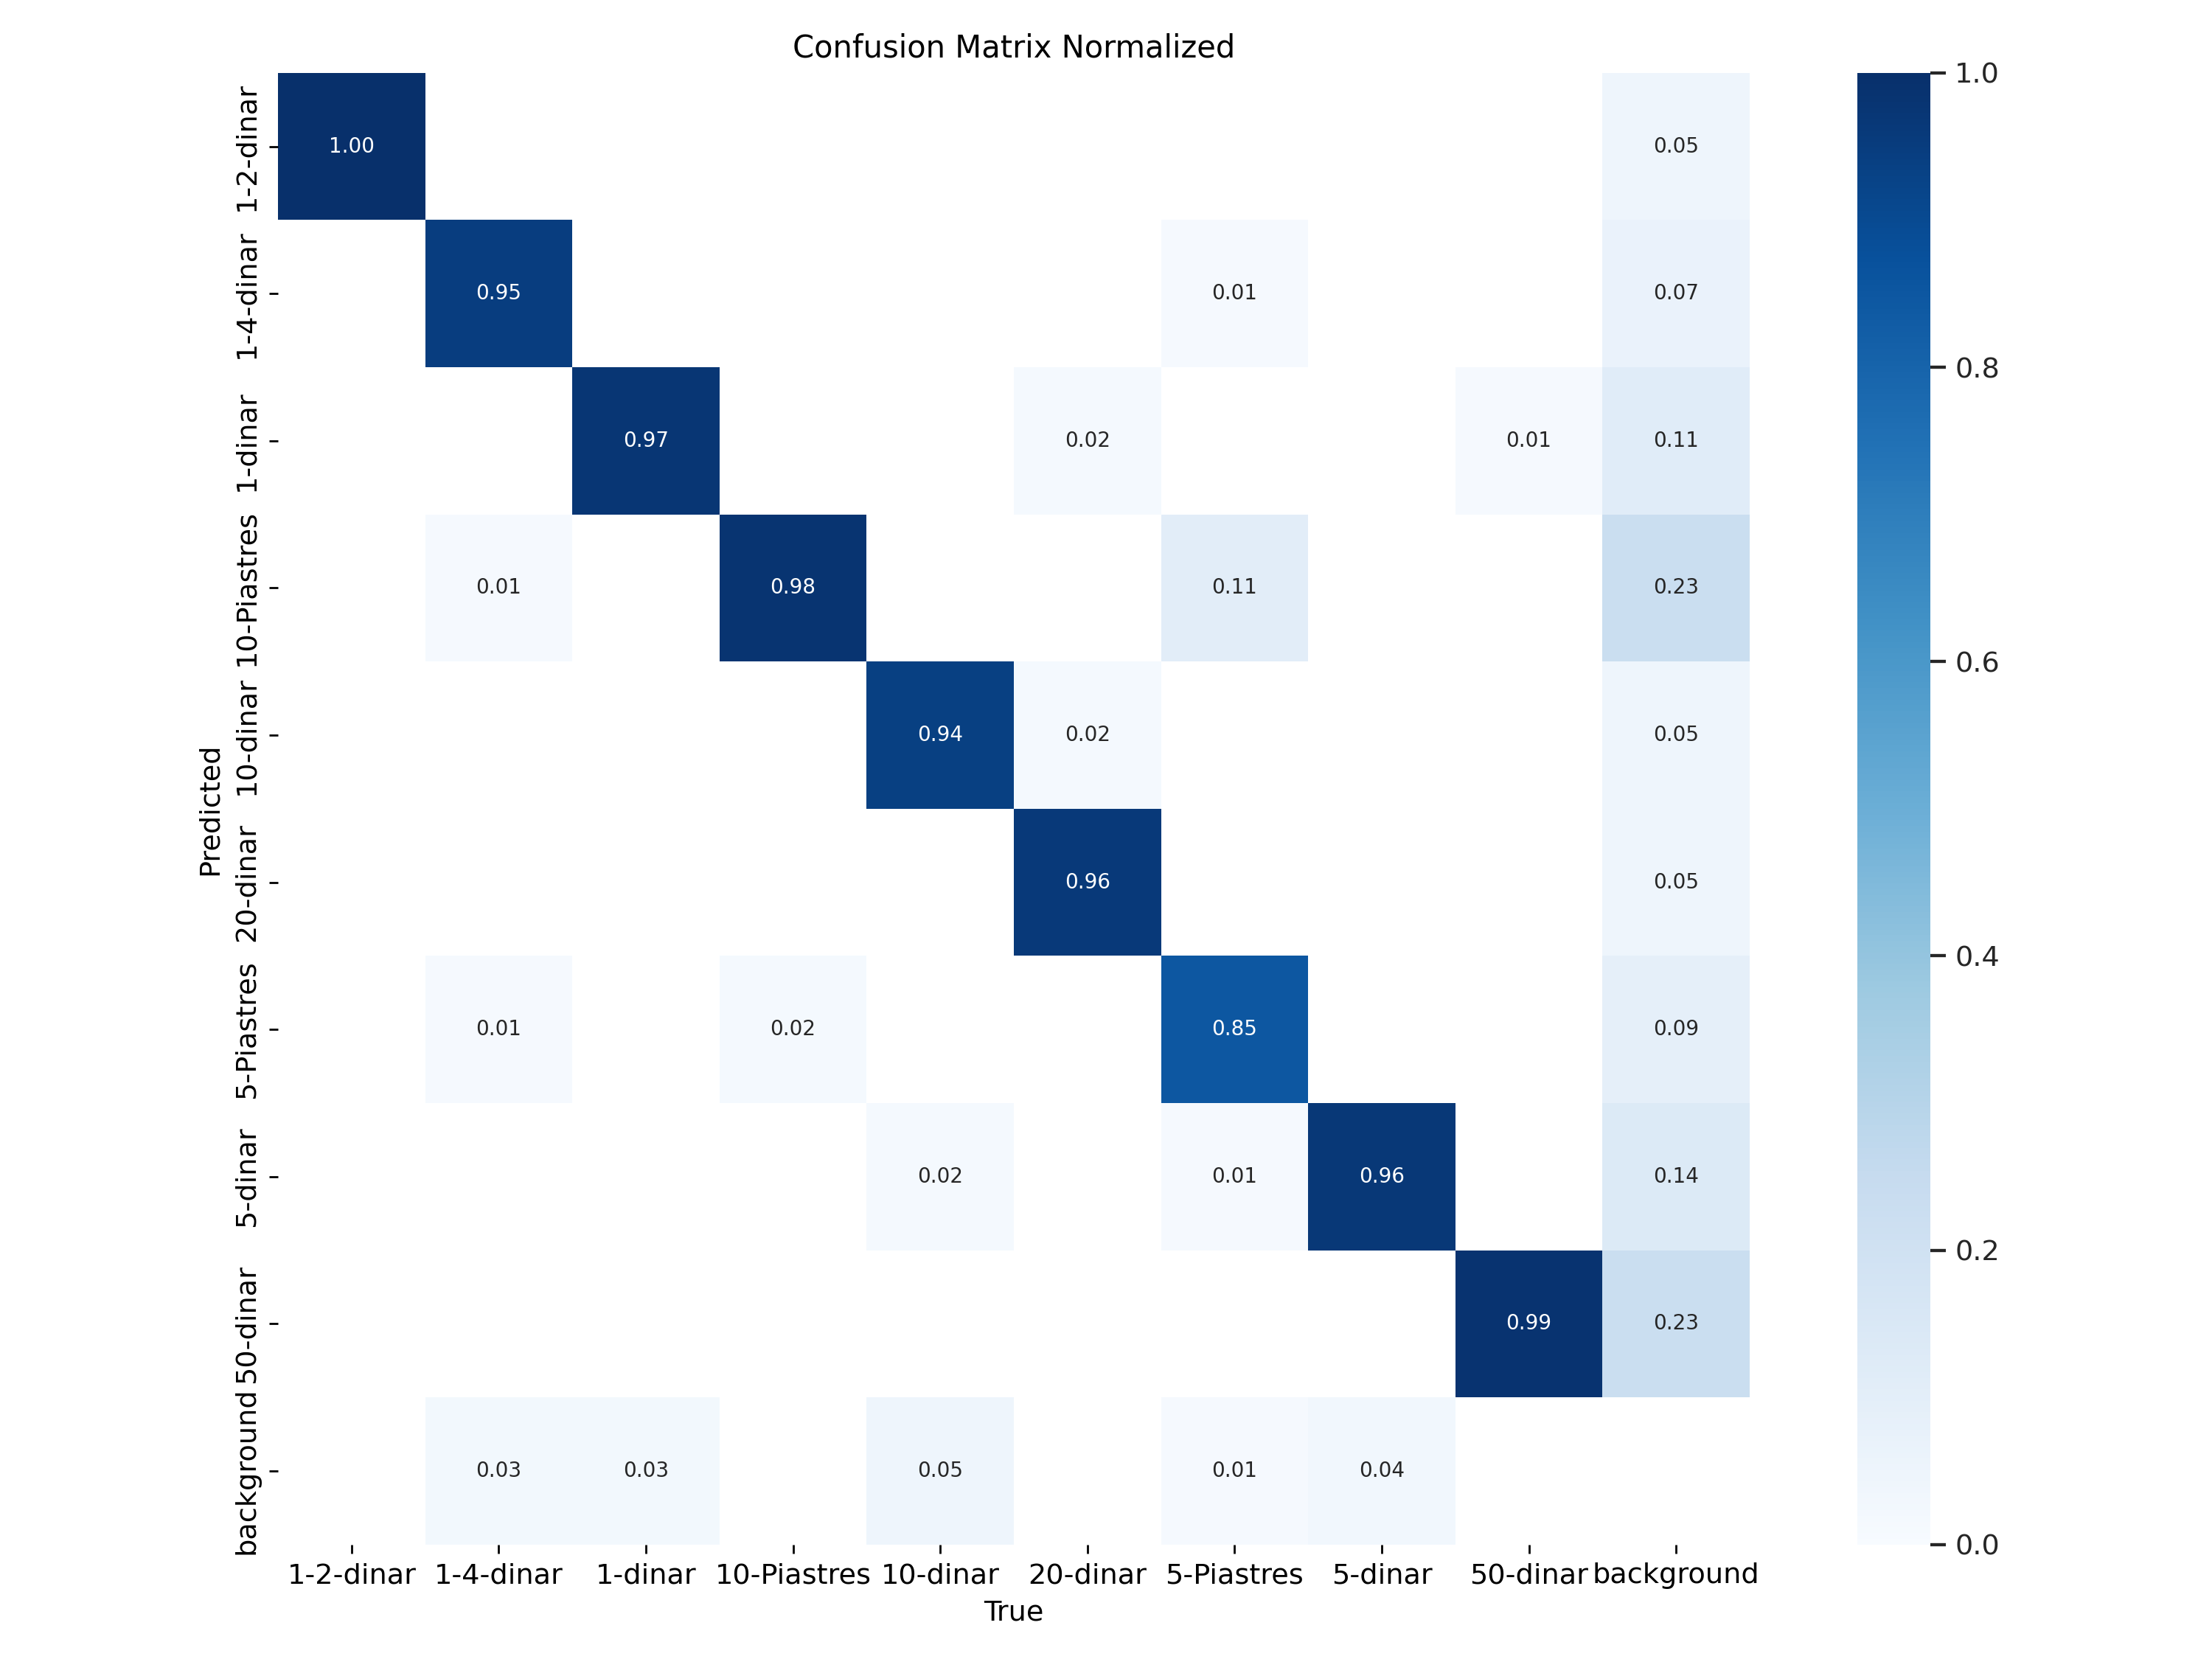 Confusion Matrix Normalized
1-2-dinar 1.00 0.05
1-4-dinar 0.95 0.01 0.07
1-dinar 0.97 0.02 0.01 0.11
10-Piastres 0.01 0.98 0.11 0.23
10-dinar 0.94 0.02 0.05
20-dinar 0.96 0.05
5-Piastres 0.01 0.02 0.85 0.09
5-dinar 0.02 0.01 0.96 0.14
50-dinar 0.99 0.23
background 0.03 0.03 0.05 0.01 0.04
Predicted
1-2-dinar 1-4-dinar 1-dinar 10-Piastres 10-dinar 20-dinar 5-Piastres 5-dinar 50-dinar background
True
1.0
0.8
0.6
0.4
0.2
0.0